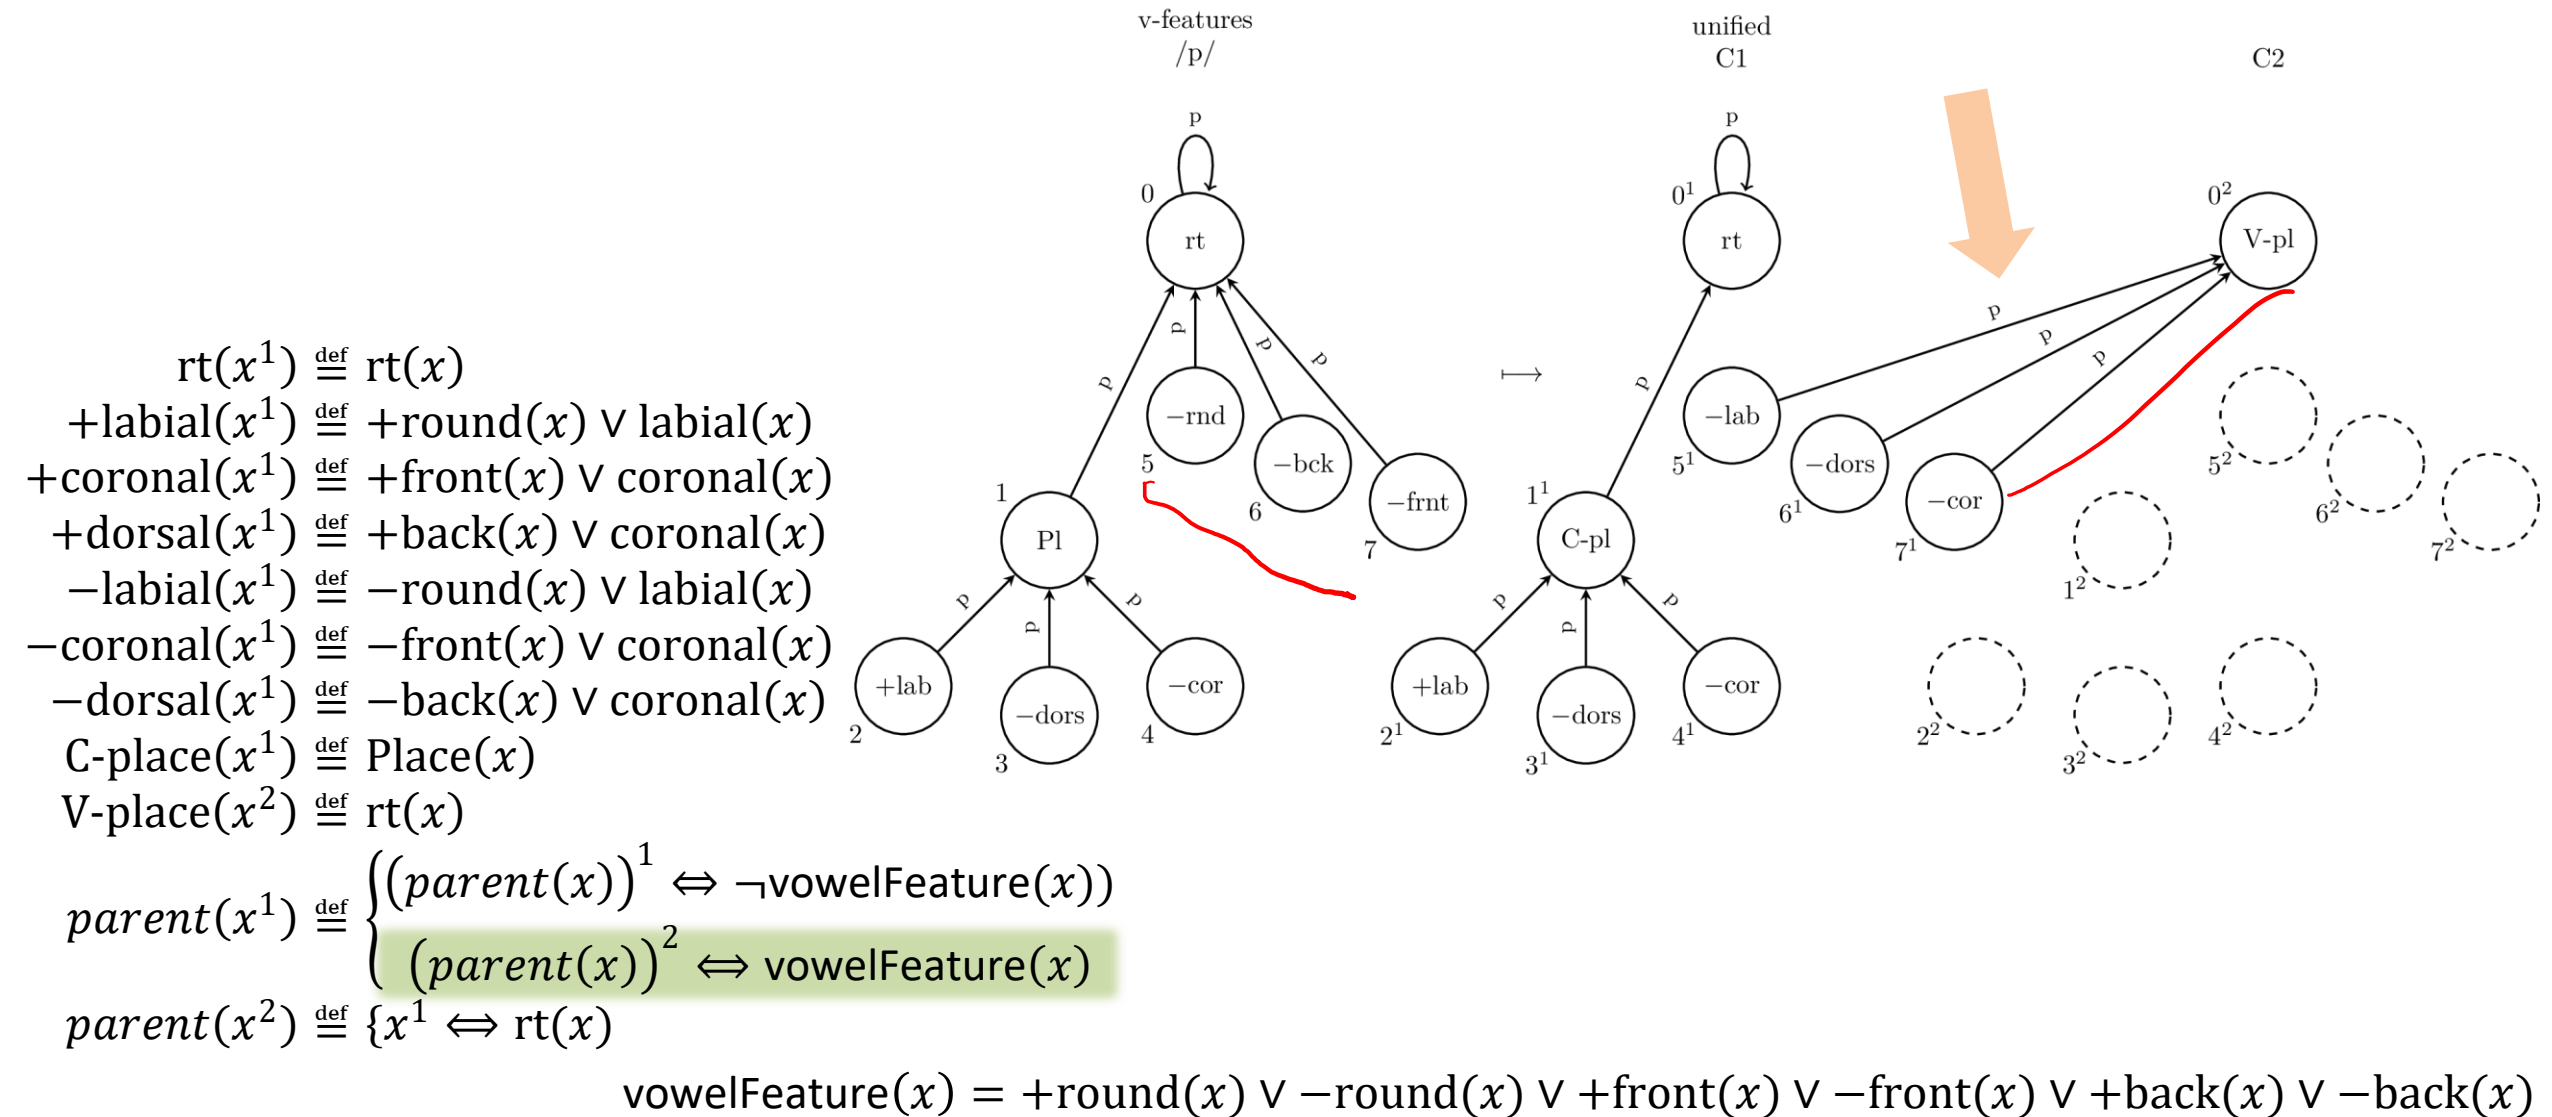 v-features
/p/
unified
C1
C2
p
p
0
0¹
0²
rt
rt
V-pl
p
p
p
p
p
p
p
p
−rnd
−bck
−frnt
5
6
7
⟼
−lab
−dors
−cor
5¹
6¹
7¹
5²
6²
7²
1
Pl
1¹
C-pl
1²
p
p
p
p
p
p
+lab
−dors
−cor
2
3
4
+lab
−dors
−cor
2¹
3¹
4¹
2²
3²
4²
rt(x¹) ≝ rt(x)
+labial(x¹) ≝ +round(x) ∨ labial(x)
+coronal(x¹) ≝ +front(x) ∨ coronal(x)
+dorsal(x¹) ≝ +back(x) ∨ coronal(x)
−labial(x¹) ≝ −round(x) ∨ labial(x)
−coronal(x¹) ≝ −front(x) ∨ coronal(x)
−dorsal(x¹) ≝ −back(x) ∨ coronal(x)
C-place(x¹) ≝ Place(x)
V-place(x²) ≝ rt(x)
parent(x¹) ≝ {(parent(x))¹ ⇔ ¬vowelFeature(x))
(parent(x))² ⇔ vowelFeature(x)
parent(x²) ≝ {x¹ ⇔ rt(x)
vowelFeature(x) = +round(x) ∨ −round(x) ∨ +front(x) ∨ −front(x) ∨ +back(x) ∨ −back(x)